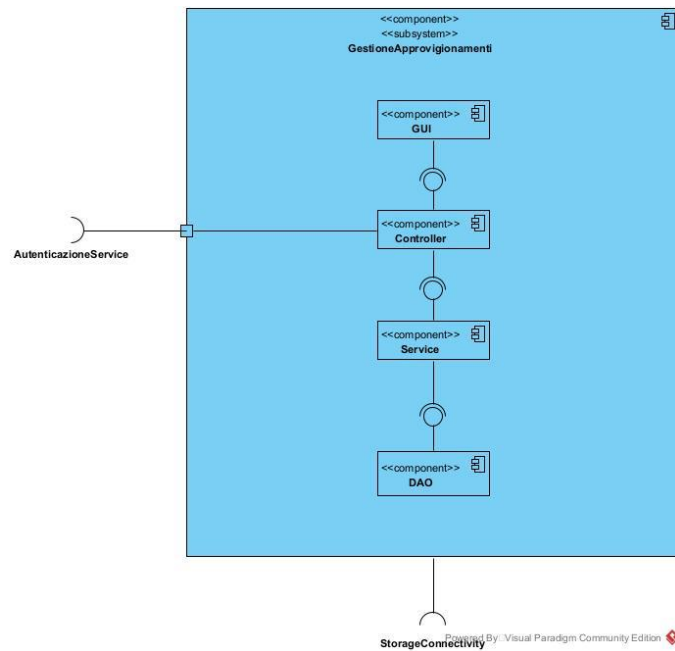 <<component>>
<<subsystem>>
GestioneApprovigionamenti
<<component>>
GUI
<<component>>
Controller
AutenticazioneService
<<component>>
Service
<<component>>
DAO
Powered By Visual Paradigm Community Edition
StorageConnectivity